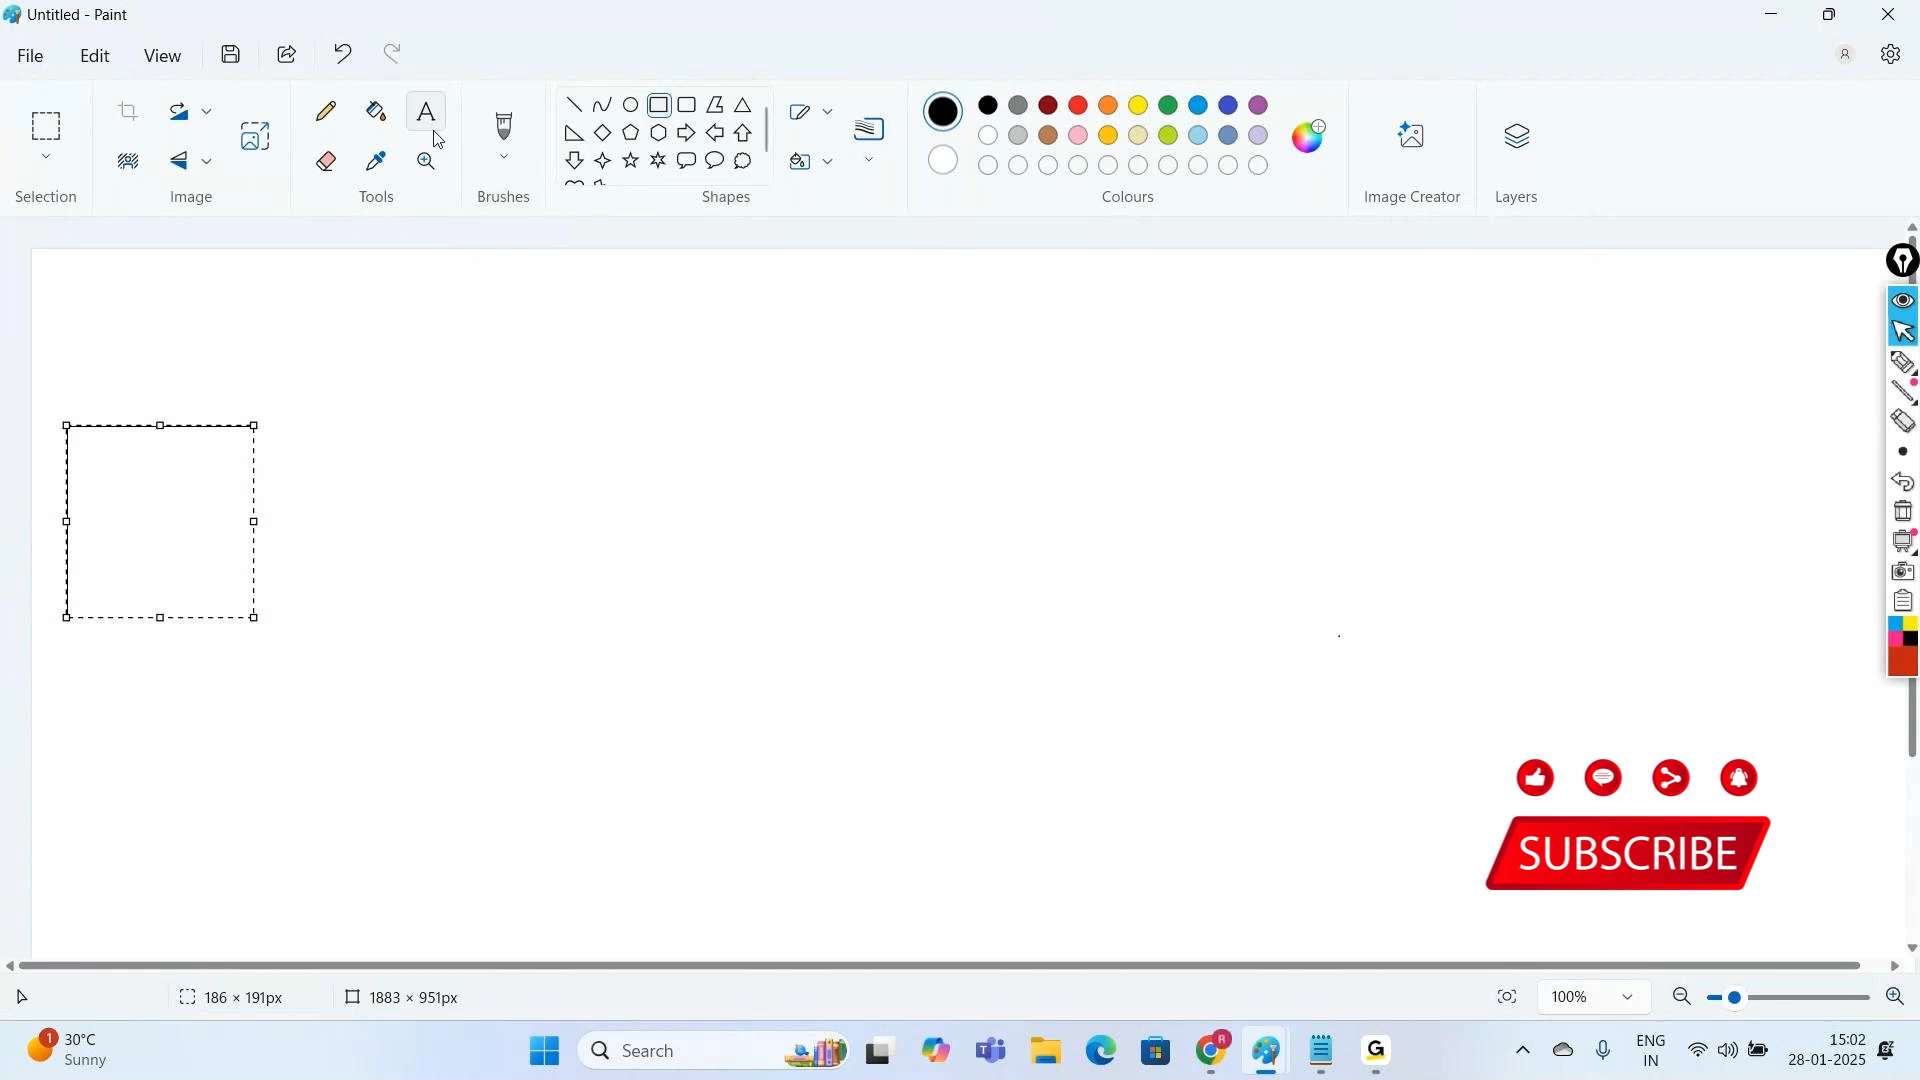 Untitled - Paint
File Edit View
A
Selection Image Tools Brushes Shapes Colours Image Creator Layers
SUBSCRIBE
186 × 191px 1883 × 951px 100%
1 30°C
Sunny
Search
R
G
ENG
IN
15:02
28-01-2025